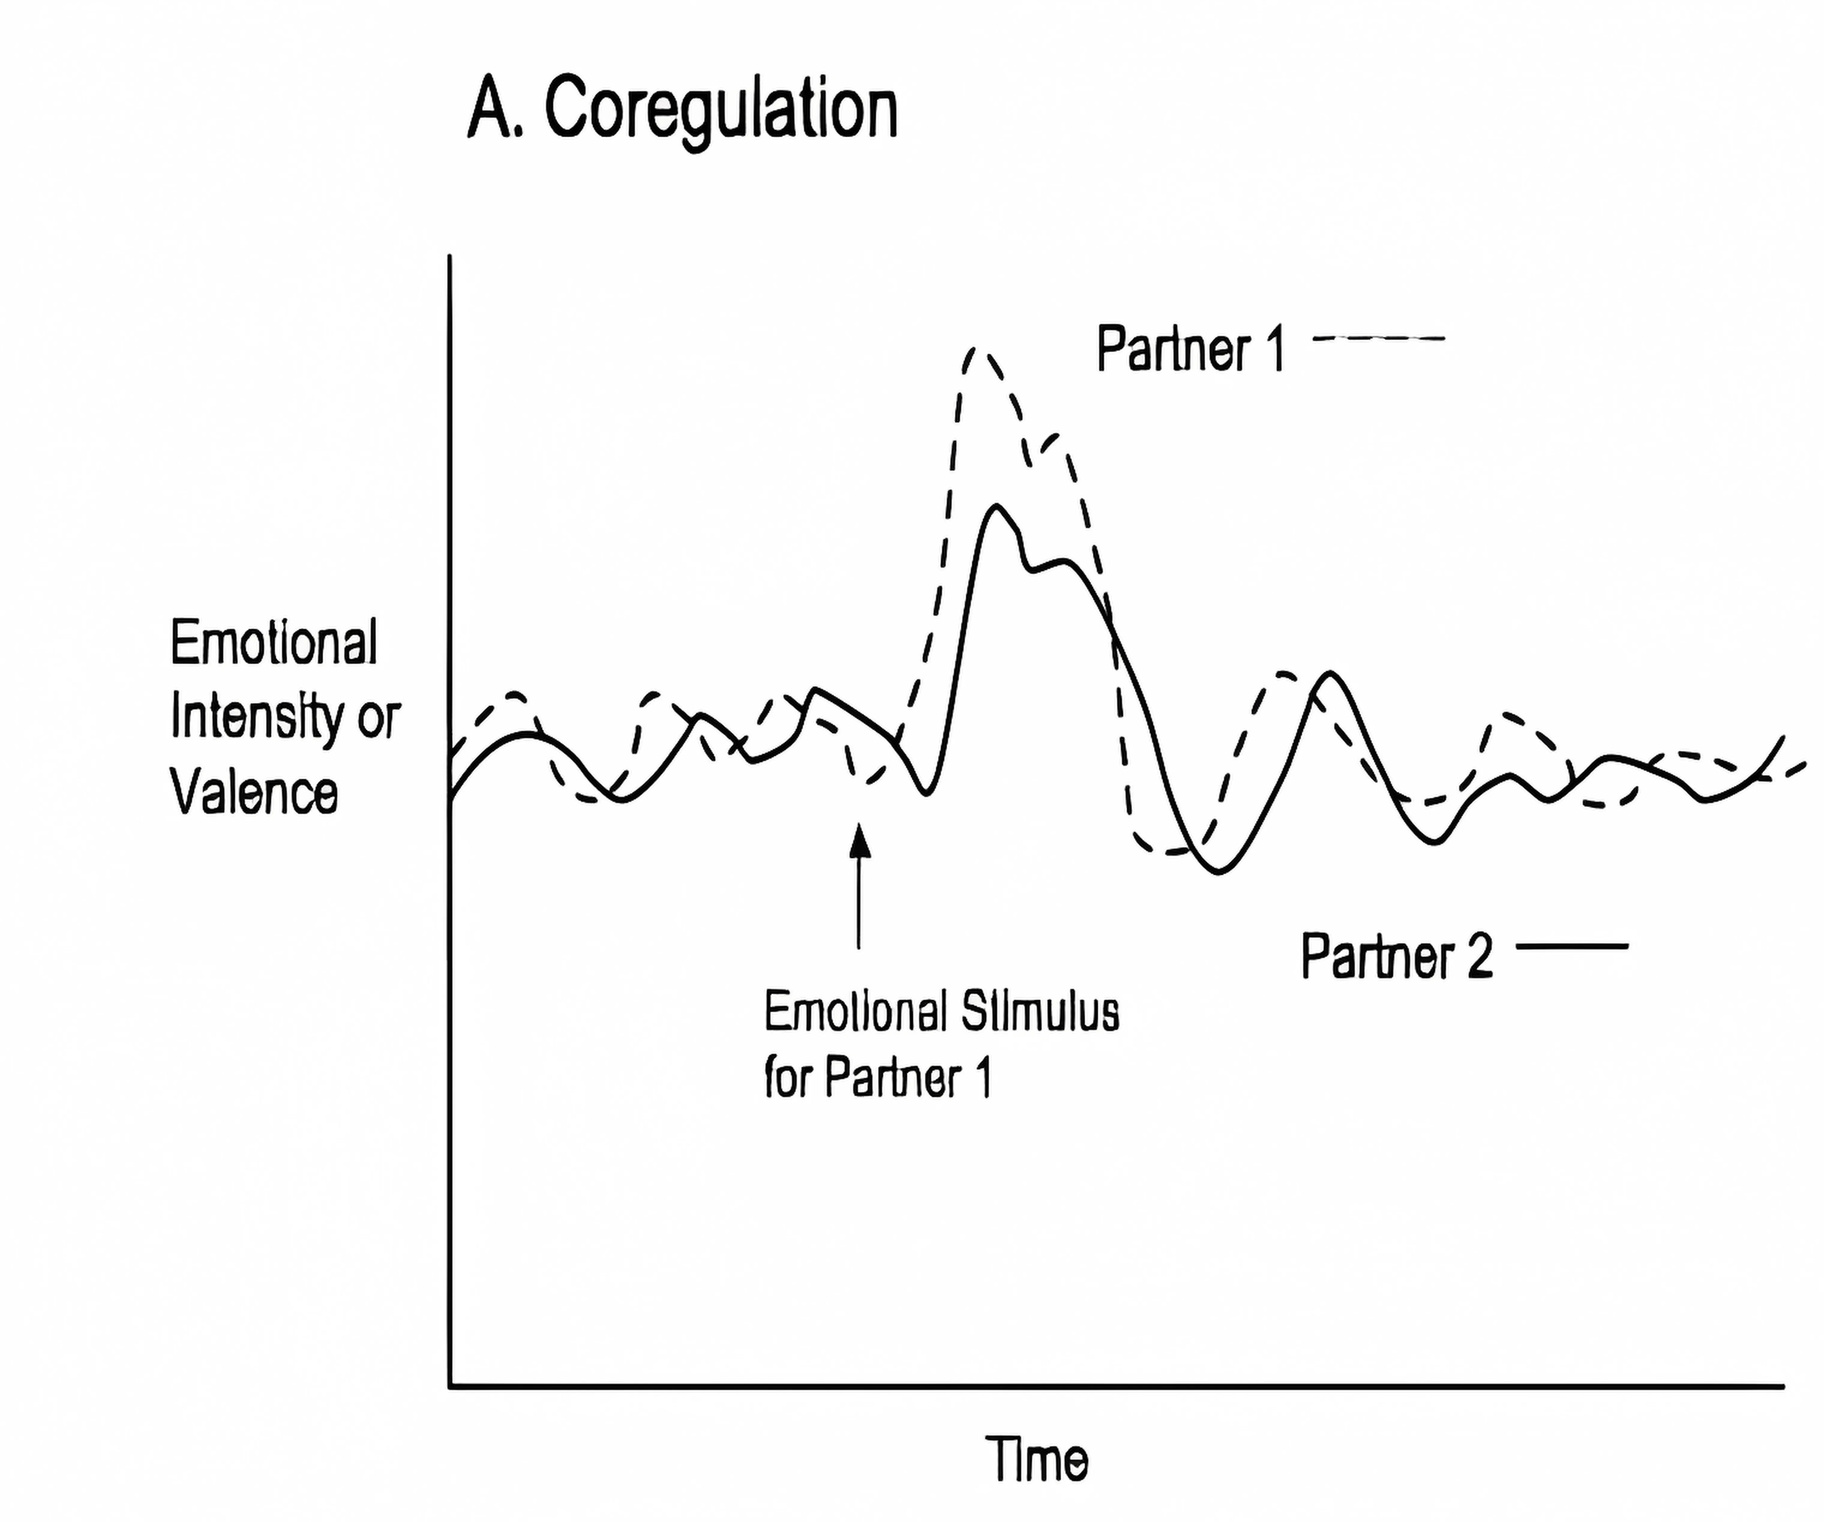 A. Coregulation
Partner 1
Emotional
Intensity or
Valence
Partner 2
Emotional Stimulus
for Partner 1
Time